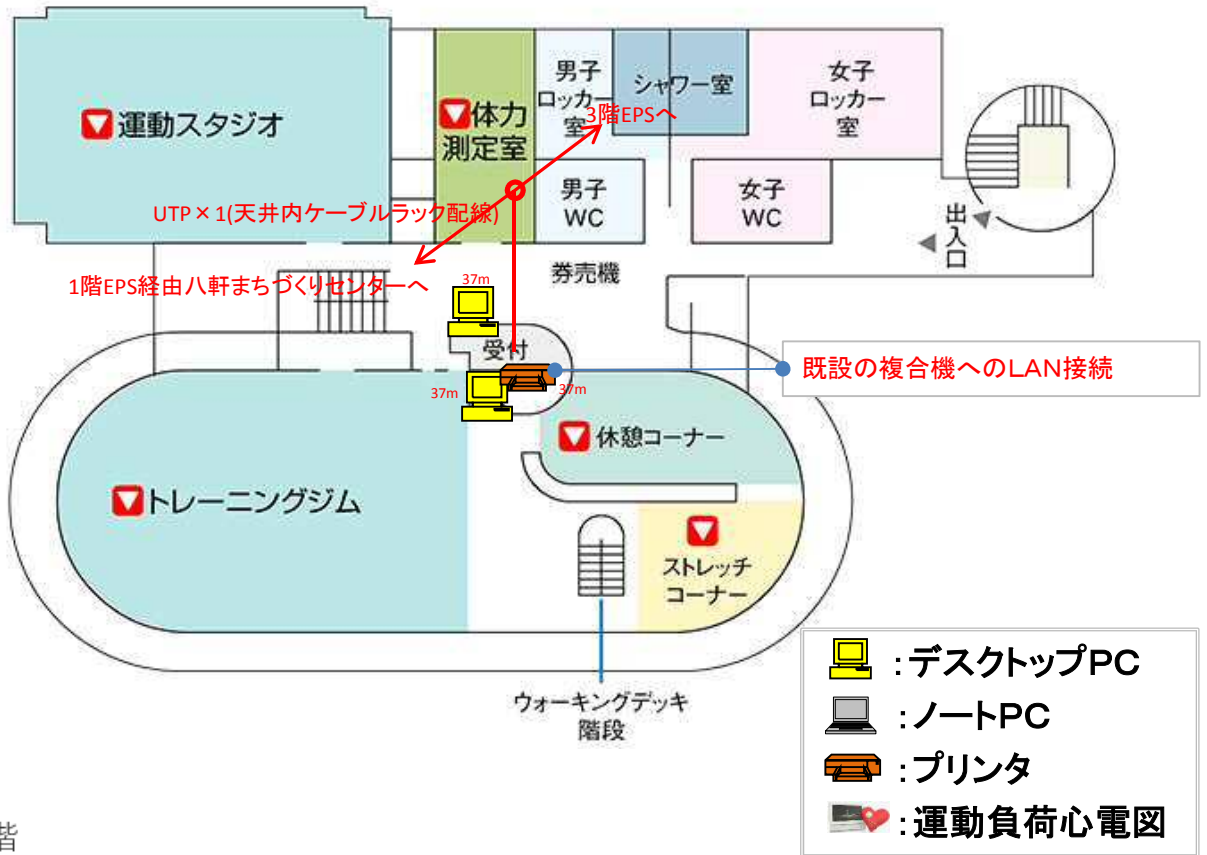 運動スタジオ
体力
測定室
男子
ロッカー
室
シャワー室
女子
ロッカー
室
3階EPSへ
男子
WC
女子
WC
UTP×1(天井内ケーブルラック配線)
出入口
券売機
1階EPS経由八軒まちづくりセンターへ
37m
受付
37m
37m
既設の複合機へのLAN接続
休憩コーナー
トレーニングジム
ストレッチ
コーナー
ウォーキングデッキ
階段
:デスクトップPC
:ノートPC
:プリンタ
:運動負荷心電図
階